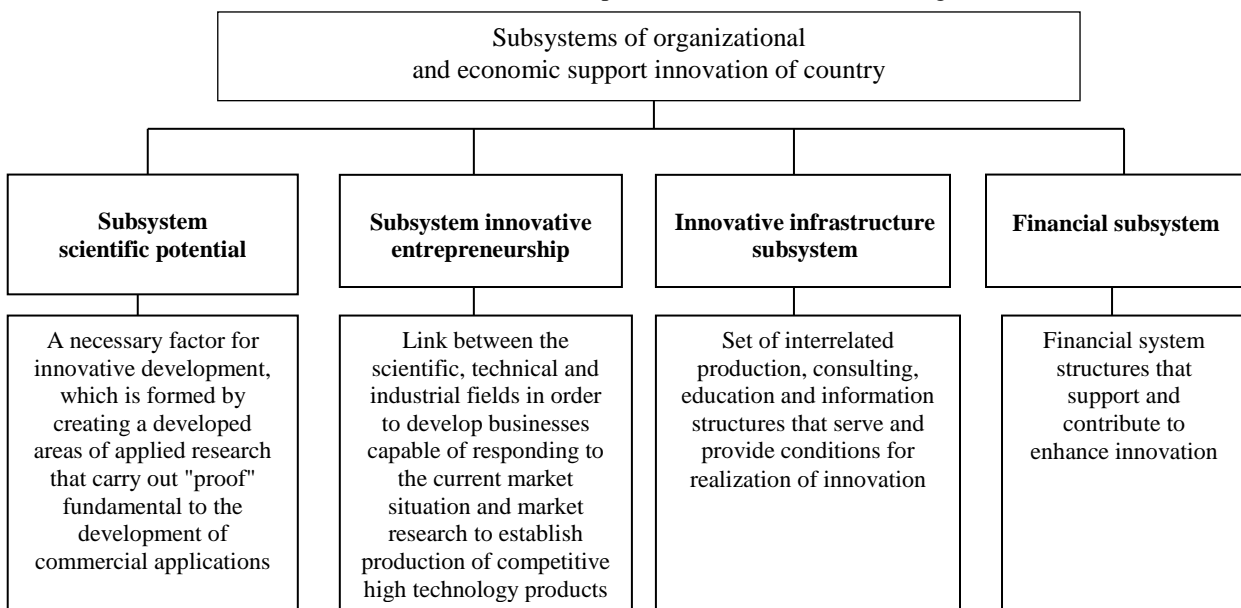 Subsystems of organizational
and economic support innovation of country
Subsystem
scientific potential
Subsystem innovative
entrepreneurship
Innovative infrastructure
subsystem
Financial subsystem
A necessary factor for
innovative development,
which is formed by
creating a developed
areas of applied research
that carry out "proof"
fundamental to the
development of
commercial applications
Link between the
scientific, technical and
industrial fields in order
to develop businesses
capable of responding to
the current market
situation and market
research to establish
production of competitive
high technology products
Set of interrelated
production, consulting,
education and information
structures that serve and
provide conditions for
realization of innovation
Financial system
structures that
support and
contribute to
enhance innovation